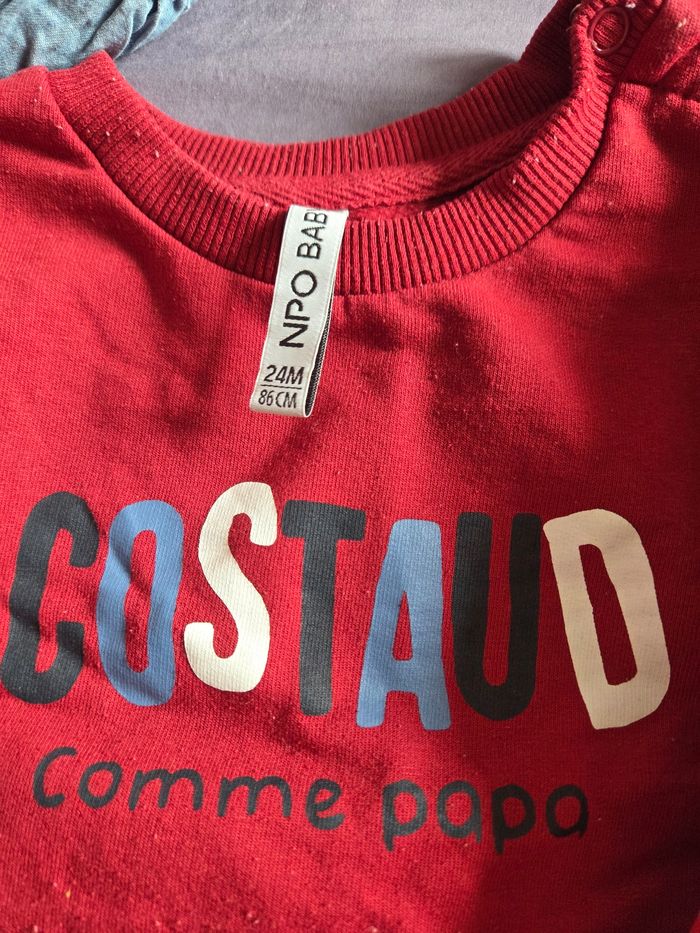 NPO BAB
24M
86CM
COSTAUD
comme papa